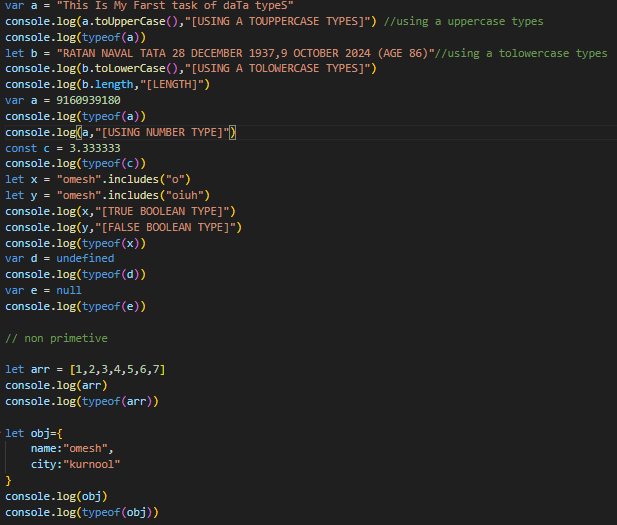 var a = "This Is My Farst task of daTa typeS"
console.log(a.toUpperCase(),"[USING A TOUPPERCASE TYPES]") //using a uppercase types
console.log(typeof(a))
let b = "RATAN NAVAL TATA 28 DECEMBER 1937,9 OCTOBER 2024 (AGE 86)"//using a tolowercase types
console.log(b.toLowerCase(),"[USING A TOLOWERCASE TYPES]")
console.log(b.length,"[LENGTH]")
var a = 9160939180
console.log(typeof(a))
console.log(a,"[USING NUMBER TYPE]")
const c = 3.333333
console.log(typeof(c))
let x = "omesh".includes("o")
let y = "omesh".includes("oiuh")
console.log(x,"[TRUE BOOLEAN TYPE]")
console.log(y,"[FALSE BOOLEAN TYPE]")
console.log(typeof(x))
var d = undefined
console.log(typeof(d))
var e = null
console.log(typeof(e))
// non primetive
let arr = [1,2,3,4,5,6,7]
console.log(arr)
console.log(typeof(arr))
let obj={
    name:"omesh",
    city:"kurnool"
}
console.log(obj)
console.log(typeof(obj))